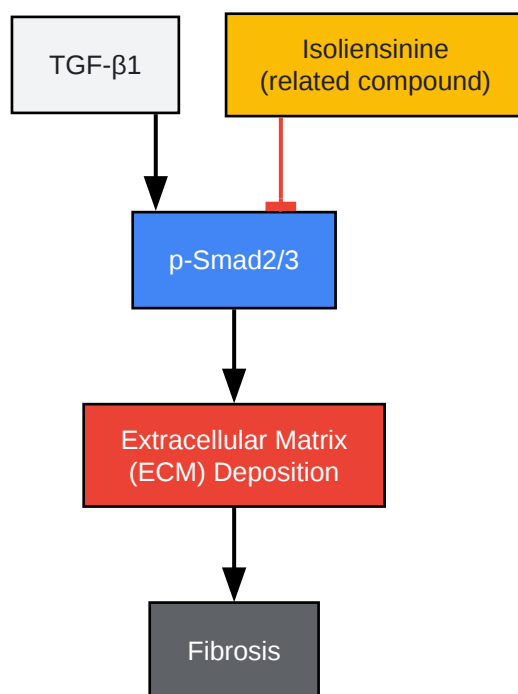 TGF-β1
Isoliensinine
(related compound)
p-Smad2/3
Extracellular Matrix
(ECM) Deposition
Fibrosis